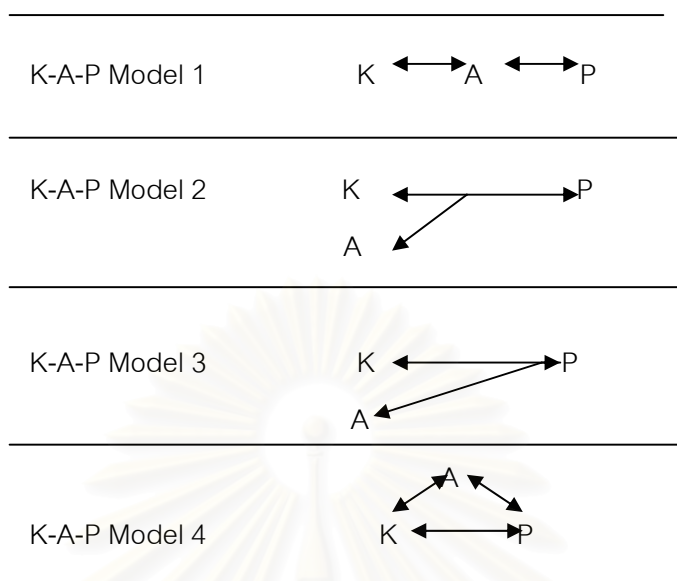 K-A-P Model 1 K A P
K-A-P Model 2 K P
A
K-A-P Model 3 K P
A
A
K-A-P Model 4 K P